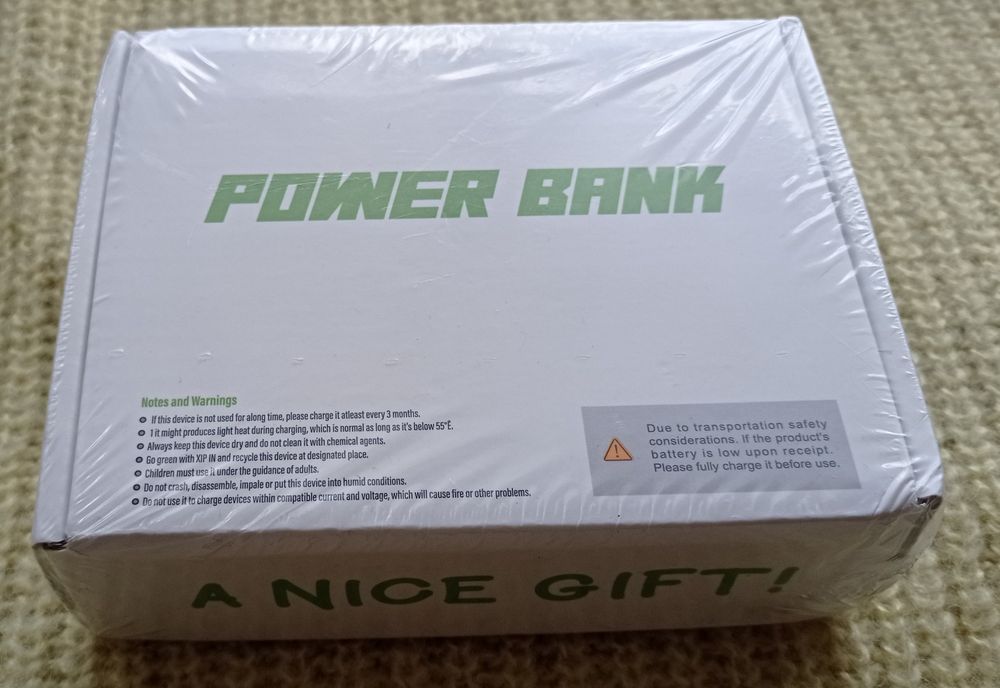 POWER BANK
Notes and Warnings
If this device is not used for along time, please charge it atleast every 3 months.
1 it might produces light heat during charging, which is normal as long as it's below 55°E.
Always keep this device dry and do not clean it with chemical agents.
Go green with XIP IN and recycle this device at designated place.
Children must use it under the guidance of adults.
Do not crash, disassemble, impale or put this device into humid conditions.
Do not use it to charge devices within compatible current and voltage, which will cause fire or other problems.
Due to transportation safety
considerations. If the product's
battery is low upon receipt.
Please fully charge it before use.
A NICE GIFT!